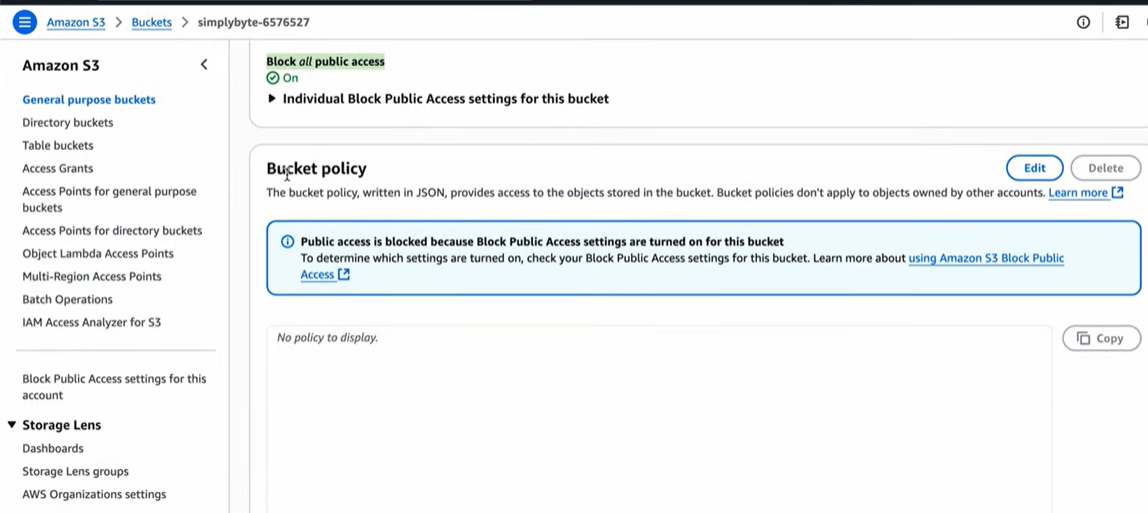 Amazon S3 > Buckets > simplybyte-6576527
Amazon S3
General purpose buckets
Directory buckets
Table buckets
Access Grants
Access Points for general purpose
buckets
Access Points for directory buckets
Object Lambda Access Points
Multi-Region Access Points
Batch Operations
IAM Access Analyzer for S3
Block Public Access settings for this
account
Storage Lens
Dashboards
Storage Lens groups
AWS Organizations settings
Block all public access
On
Individual Block Public Access settings for this bucket
Bucket policy
Edit
Delete
The bucket policy, written in JSON, provides access to the objects stored in the bucket. Bucket policies don't apply to objects owned by other accounts. Learn more
Public access is blocked because Block Public Access settings are turned on for this bucket
To determine which settings are turned on, check your Block Public Access settings for this bucket. Learn more about using Amazon S3 Block Public
Access
No policy to display.
Copy